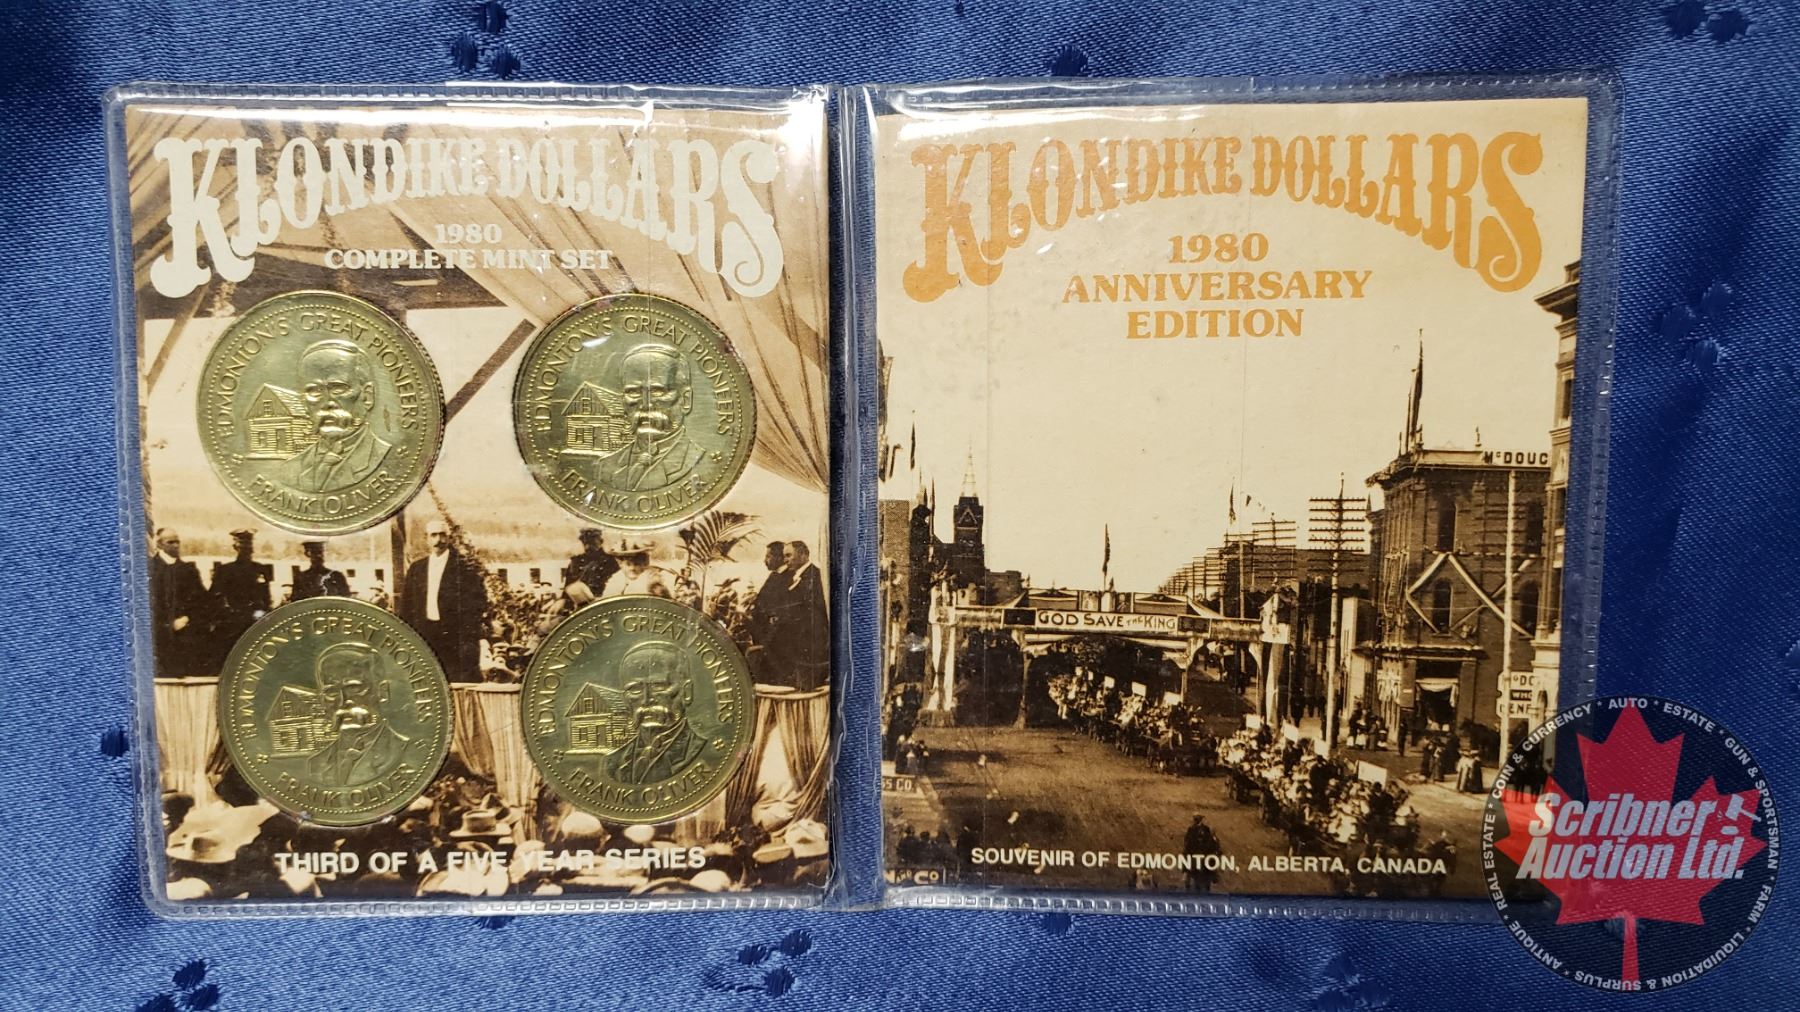 KLONDIKE DOLLARS
1980
COMPLETE MINT SET
EDMONTON'S GREAT PIONEERS
FRANK OLIVER
EDMONTON'S GREAT PIONEERS
FRANK OLIVER
EDMONTON'S GREAT PIONEERS
FRANK OLIVER
EDMONTON'S GREAT PIONEERS
FRANK OLIVER
THIRD OF A FIVE YEAR SERIES
KLONDIKE DOLLARS
1980
ANNIVERSARY
EDITION
McDOUG
GOD SAVE THE KING
SOUVENIR OF EDMONTON, ALBERTA, CANADA
Scribner
Auction Ltd.
ANTIQUE * REAL ESTATE * COIN & CURRENCY * AUTO * ESTATE * GUN & SPORTSMAN * FARM * LIQUIDATION & SURPLUS *